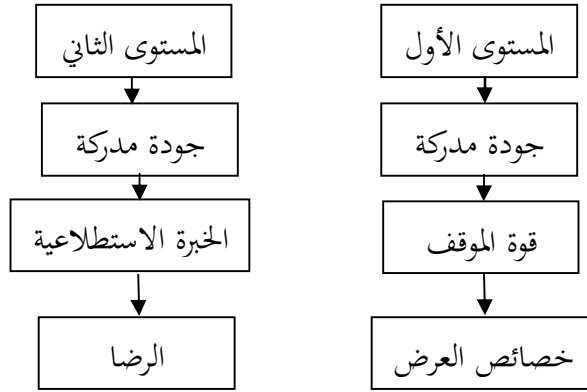 المستوى الأول
المستوى الثاني
جودة مدركة
جودة مدركة
قوة الموقف
الخبرة الاستطلاعية
خصائص العرض
الرضا